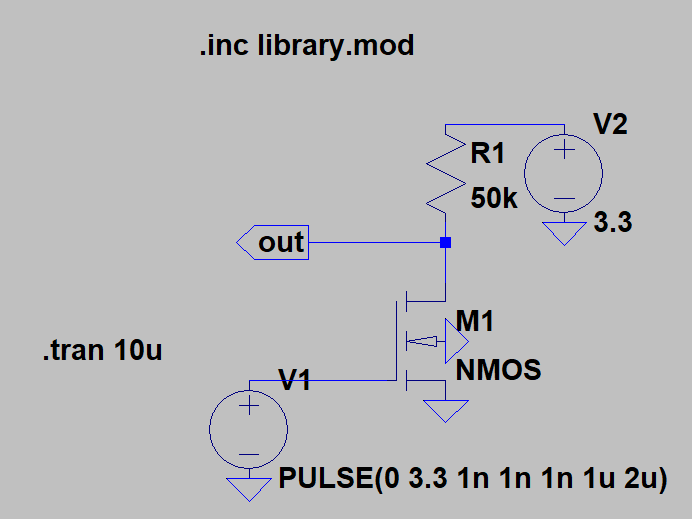 .inc library.mod
V2
R1
50k
3.3
out
M1
.tran 10u
NMOS
V1
PULSE(0 3.3 1n 1n 1n 1u 2u)